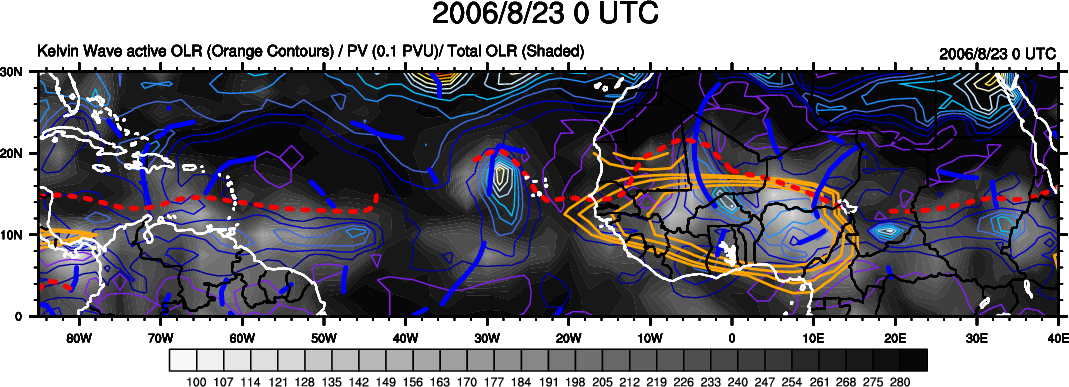 2006/8/23 0 UTC
Kelvin Wave active OLR (Orange Contours) / PV (0.1 PVU)/ Total OLR (Shaded) 2006/8/23 0 UTC
30N
20N
10N
0
80W 70W 60W 50W 40W 30W 20W 10W 0 10E 20E 30E 40E
100 107 114 121 128 135 142 149 156 163 170 177 184 191 198 205 212 219 226 233 240 247 254 261 268 275 280